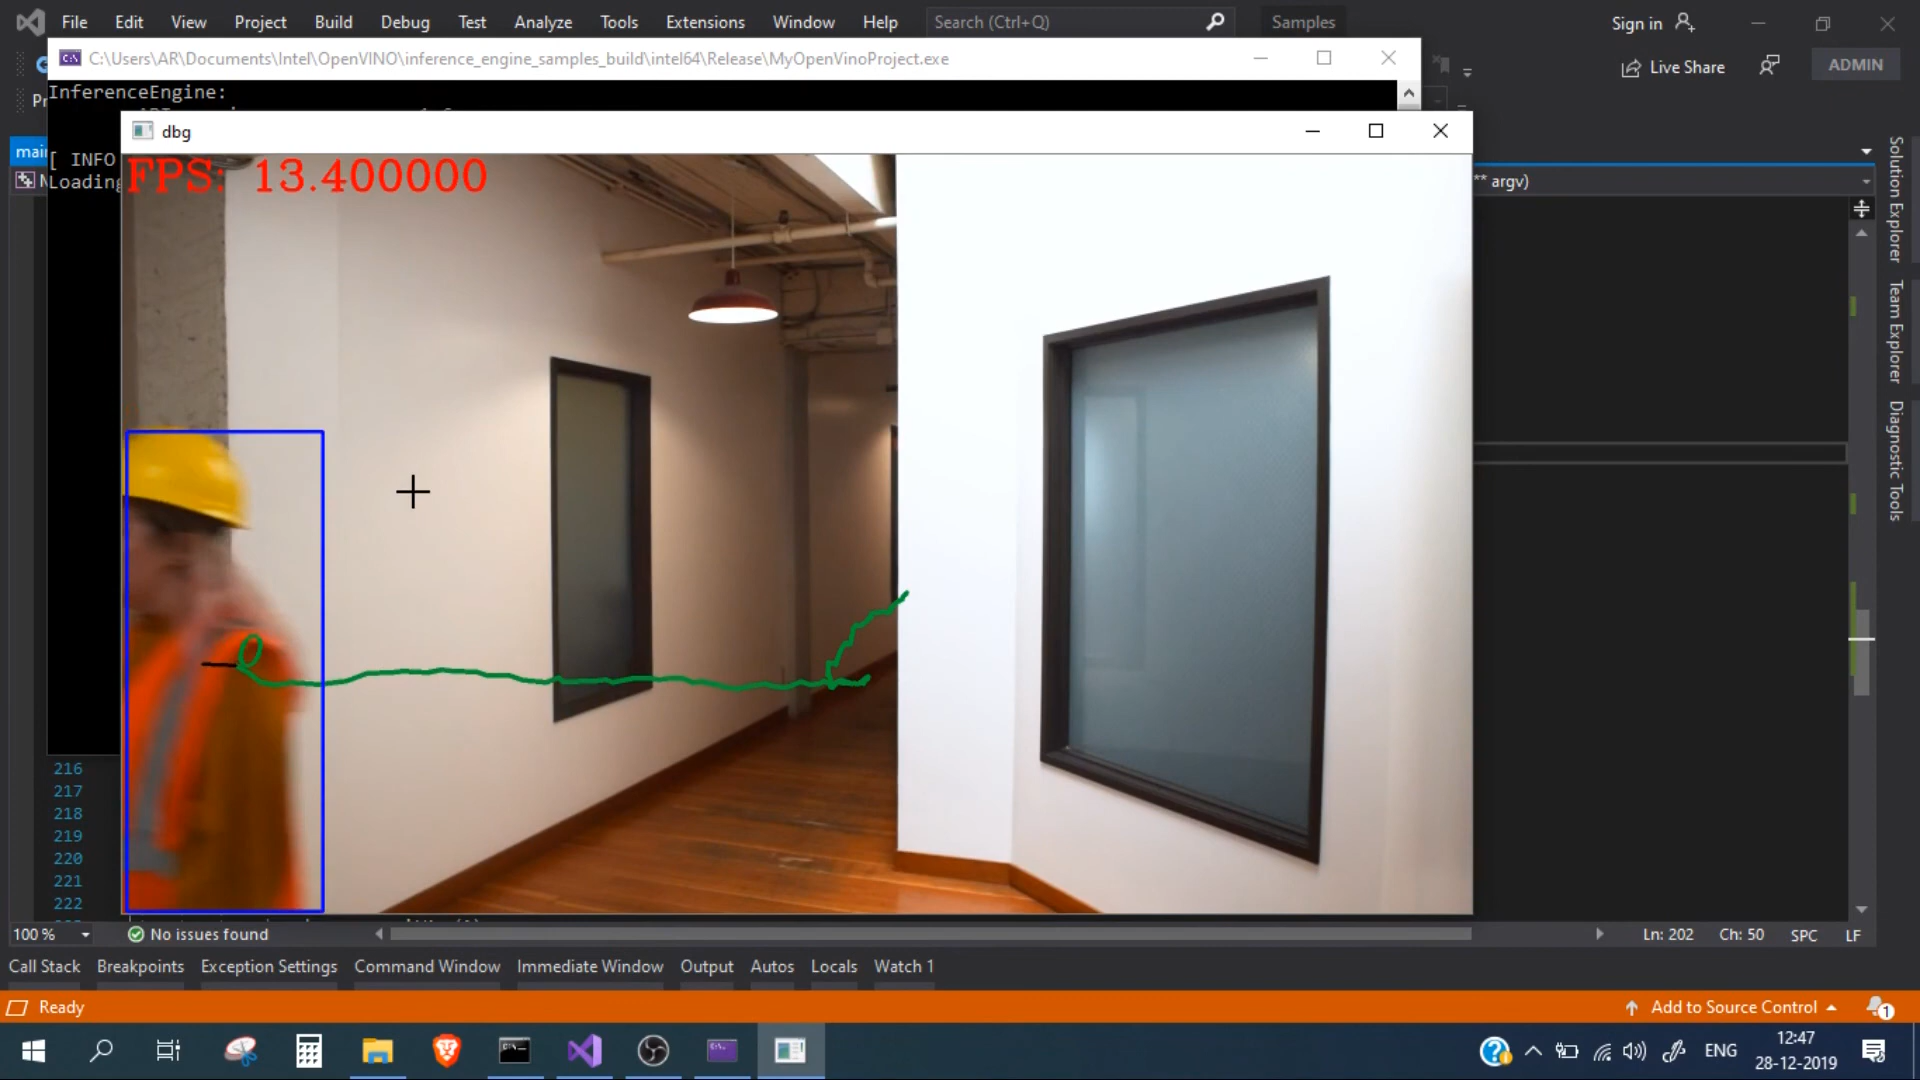 File Edit View Project Build Debug Test Analyze Tools Extensions Window Help Search (Ctrl+Q) Samples Sign in
C:\Users\AR\Documents\Intel\OpenVINO\inference_engine_samples_build\intel64\Release\MyOpenVinoProject.exe
Live Share ADMIN
InferenceEngine:
dbg
[ INFO
Loading
FPS: 13.400000
** argv)
Solution Explorer
Team Explorer
Diagnostic Tools
216
217
218
219
220
221
222
100 % No issues found Ln: 202 Ch: 50 SPC LF
Call Stack Breakpoints Exception Settings Command Window Immediate Window Output Autos Locals Watch 1
Ready Add to Source Control 1
ENG 12:47
28-12-2019